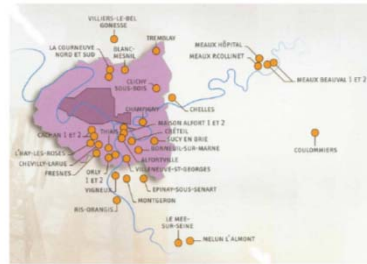 VILLIERS-LE-BEL
GONESSE
TREMBLAY
LA COURNEUVE
NORD ET SUD
BLANC-
MESNIL
MEAUX HÔPITAL
MEAUX RCOLLINET
MEAUX BEAUVAL 1 ET 2
CLICHY
SOUS-BOIS
CHELLES
CHAMPIGNY
MAISON ALFORT 1 ET 2
CACHAN 1 ET 2
THIAIS
CRÉTEIL
SUCY EN BRIE
BONNEUIL-SUR-MARNE
L'HAY-LES-ROSES
CHEVILLY-LARUE
ALFORTVILLE
FRESNES
ORLY
1 ET 2
VILLENEUVE-ST-GEORGES
VIGNEUX
EPINAY-SOUS-SENART
MONTGERON
RIS-ORANGIS
COULOMMIERS
LE MEE-
SUR-SEINE
MELUN L'ALMONT